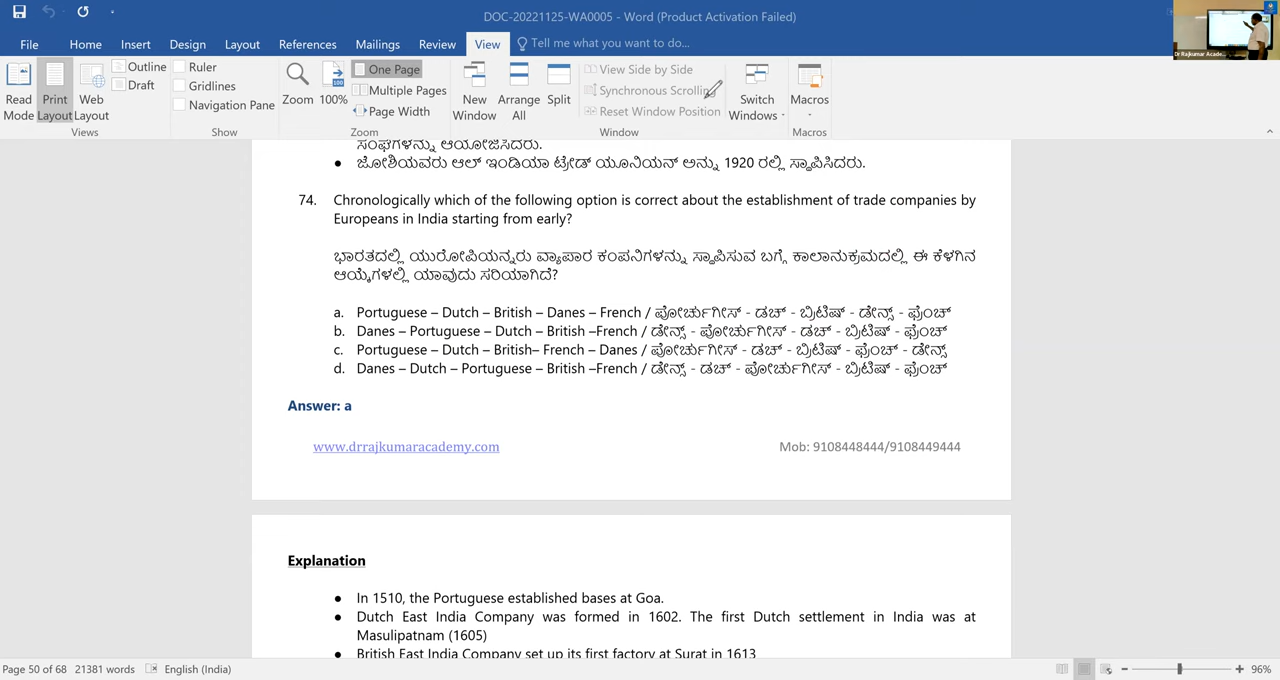 DOC-20221125-WA0005 - Word (Product Activation Failed)
File Home Insert Design Layout References Mailings Review View Tell me what you want to do...
Read Mode Print Layout Web Layout Outline Draft
Views
Ruler
Gridlines
Navigation Pane
Show
Zoom 100% One Page
Multiple Pages
Page Width
Zoom
New Window Arrange All Split
View Side by Side
Synchronous Scrolling
Reset Window Position
Window
Switch Windows
Macros
Macros
Dr Rajkumar Acade...
ಸಂಘಗಳನ್ನು ಆಯೋಜಿಸಿದರು.
● ಜೋಶಿಯವರು ಆಲ್ ಇಂಡಿಯಾ ಟ್ರೇಡ್ ಯೂನಿಯನ್ ಅನ್ನು 1920 ರಲ್ಲಿ ಸ್ಥಾಪಿಸಿದರು.
74. Chronologically which of the following option is correct about the establishment of trade companies by
Europeans in India starting from early?
ಭಾರತದಲ್ಲಿ ಯುರೋಪಿಯನ್ನರು ವ್ಯಾಪಾರ ಕಂಪನಿಗಳನ್ನು ಸ್ಥಾಪಿಸುವ ಬಗ್ಗೆ ಕಾಲಾನುಕ್ರಮದಲ್ಲಿ ಈ ಕೆಳಗಿನ
ಆಯ್ಕೆಗಳಲ್ಲಿ ಯಾವುದು ಸರಿಯಾಗಿದೆ?
a. Portuguese – Dutch – British – Danes – French / ಪೋರ್ಚುಗೀಸ್ - ಡಚ್ - ಬ್ರಿಟಿಷ್ - ಡೇನ್ಸ್ - ಫ್ರೆಂಚ್
b. Danes – Portuguese – Dutch – British –French / ಡೇನ್ಸ್ - ಪೋರ್ಚುಗೀಸ್ - ಡಚ್ - ಬ್ರಿಟಿಷ್ - ಫ್ರೆಂಚ್
c. Portuguese – Dutch – British– French – Danes / ಪೋರ್ಚುಗೀಸ್ - ಡಚ್ - ಬ್ರಿಟಿಷ್ - ಫ್ರೆಂಚ್ - ಡೇನ್ಸ್
d. Danes – Dutch – Portuguese – British –French / ಡೇನ್ಸ್ - ಡಚ್ - ಪೋರ್ಚುಗೀಸ್ - ಬ್ರಿಟಿಷ್ - ಫ್ರೆಂಚ್
Answer: a
www.drrajkumaracademy.com Mob: 9108448444/9108449444
Explanation
● In 1510, the Portuguese established bases at Goa.
● Dutch East India Company was formed in 1602. The first Dutch settlement in India was at
Masulipatnam (1605)
● British East India Company set up its first factory at Surat in 1613
Page 50 of 68 21381 words English (India) 96%